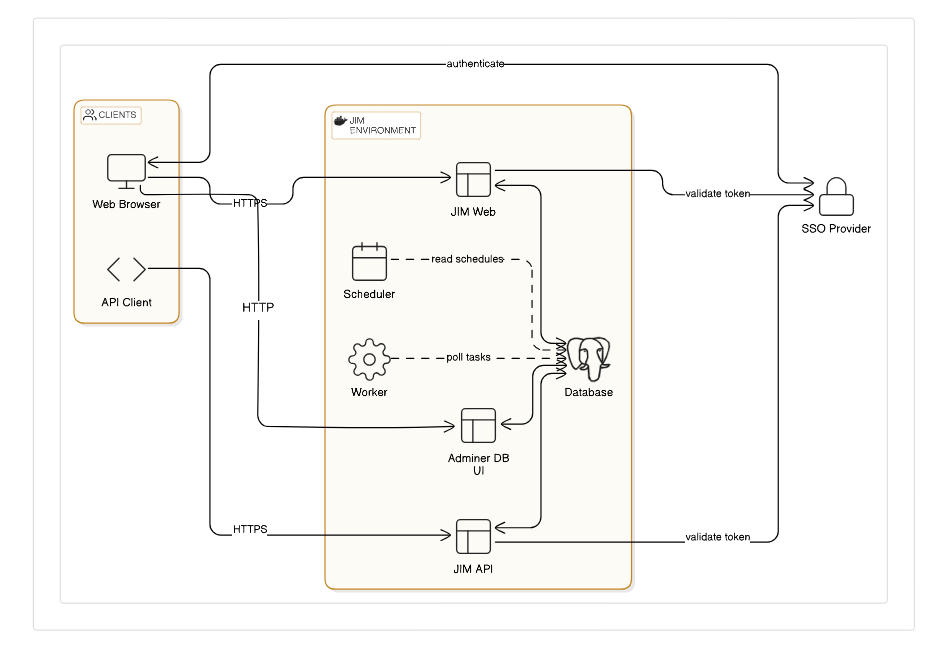 authenticate
CLIENTS
JIM
ENVIRONMENT
Web Browser
HTTPS
JIM Web
validate token
SSO Provider
read schedules
Scheduler
API Client
HTTP
poll tasks
Worker
Database
Adminer DB
UI
HTTPS
validate token
JIM API